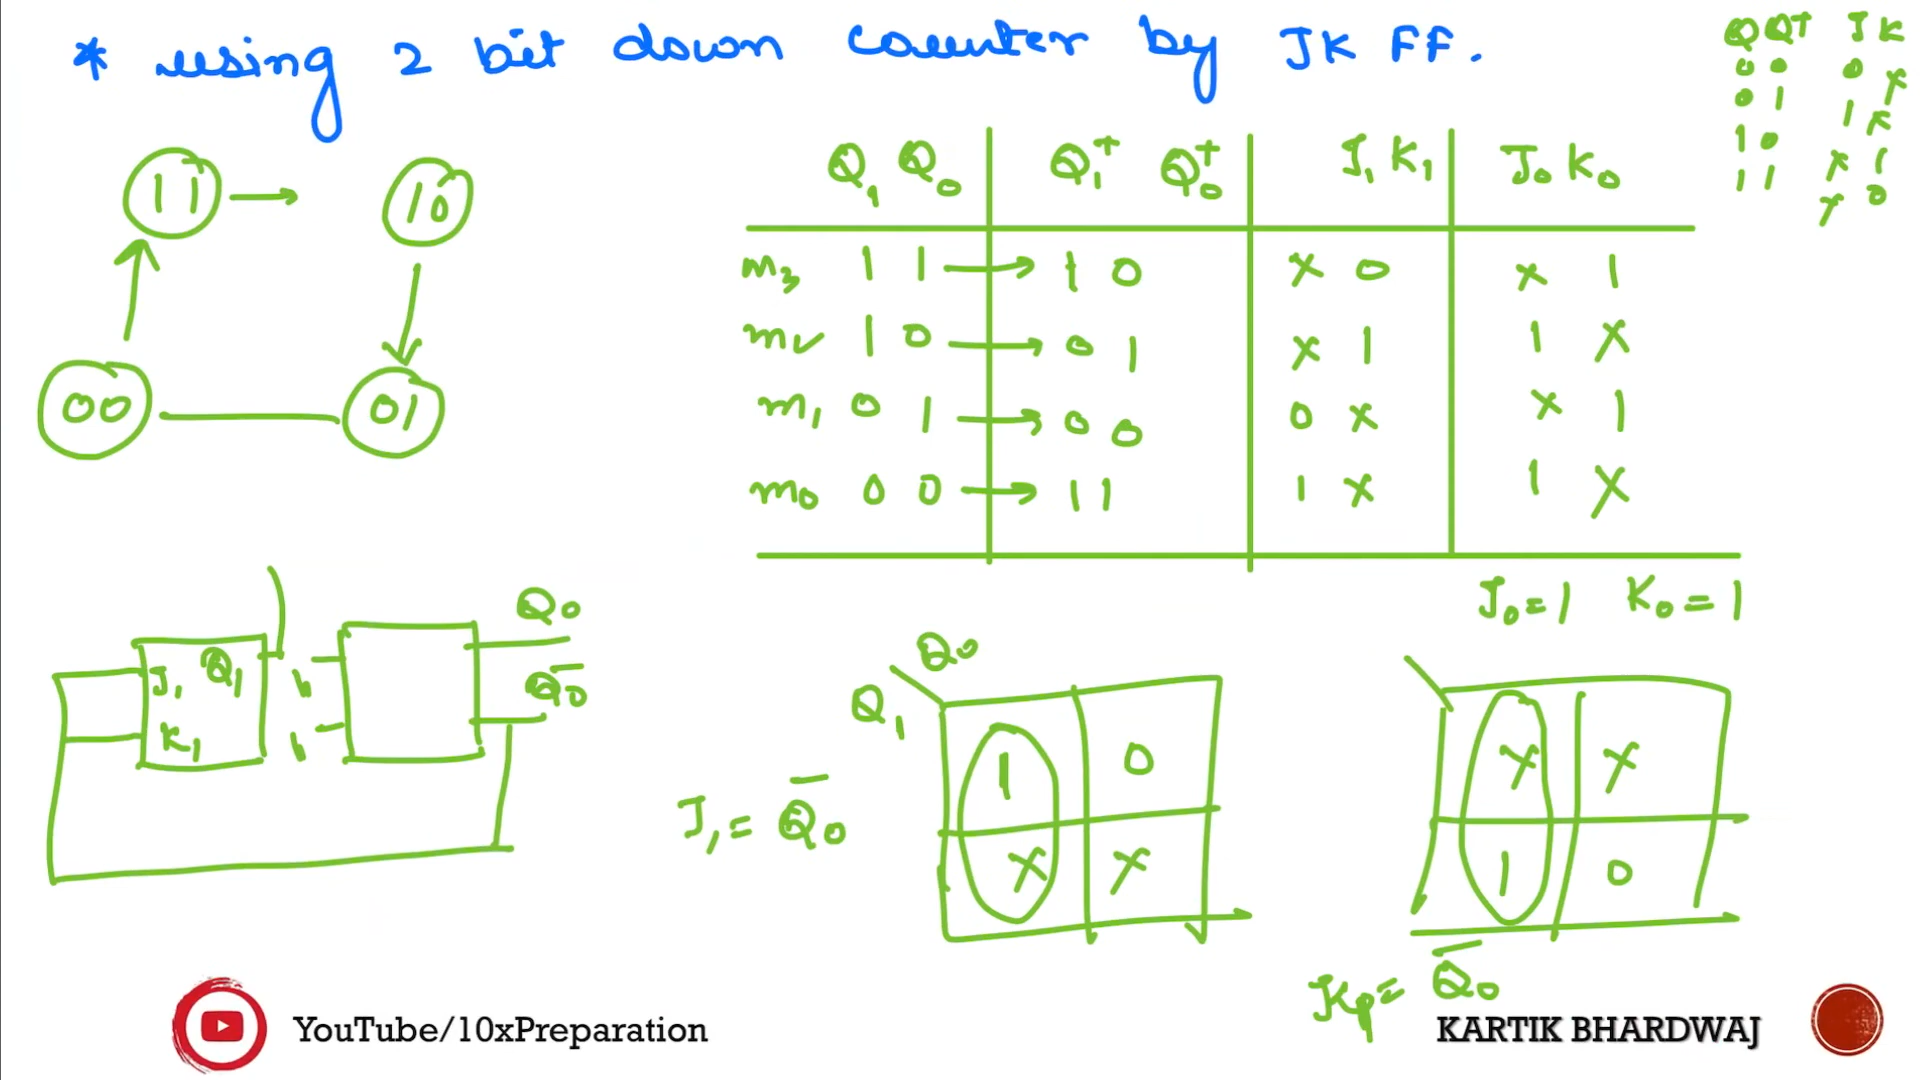 * using 2 bit down counter by JK FF.
Q Q+ J K
0 0 0 x
0 1 1 x
1 0 x 1
1 1 x 0
11 → 10
00 01
Q1 Q0 Q1+ Q0+ J1 K1 J0 K0
m3 1 1 → 1 0 x 0 x 1
m2 1 0 → 0 1 x 1 1 x
m1 0 1 → 0 0 0 x x 1
m0 0 0 → 1 1 1 x 1 x
J0 = 1 K0 = 1
Q0
Q̅0
J1 Q1
K1
Q0
Q1
1 0
x x
J1 = Q̅0
x x
1 0
= Q̅0
YouTube/10xPreparation
KARTIK BHARDWAJ